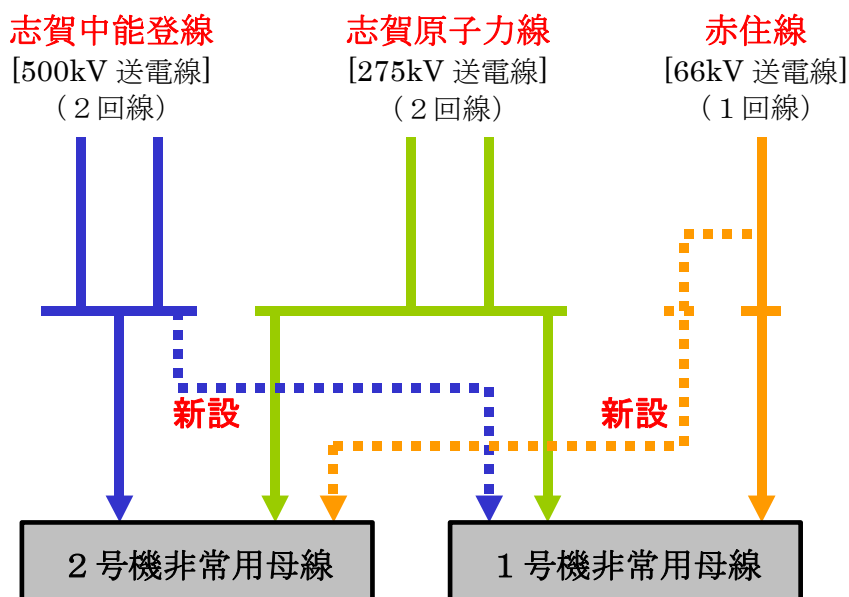 志賀中能登線
[500kV 送電線]
（２回線）
志賀原子力線
[275kV 送電線]
（２回線）
赤住線
[66kV 送電線]
（１回線）
新設
新設
２号機非常用母線
１号機非常用母線